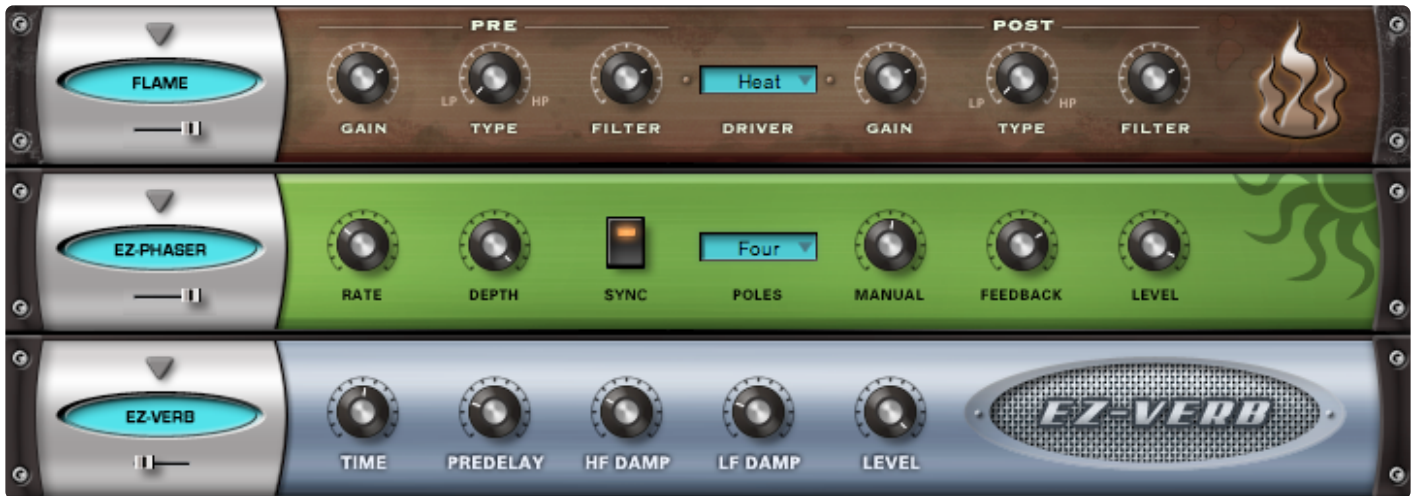 PRE POST
FLAME Heat
LP HP LP HP
GAIN TYPE FILTER DRIVER GAIN TYPE FILTER
EZ-PHASER Four
RATE DEPTH SYNC POLES MANUAL FEEDBACK LEVEL
EZ-VERB EZ-VERB
TIME PREDELAY HF DAMP LF DAMP LEVEL